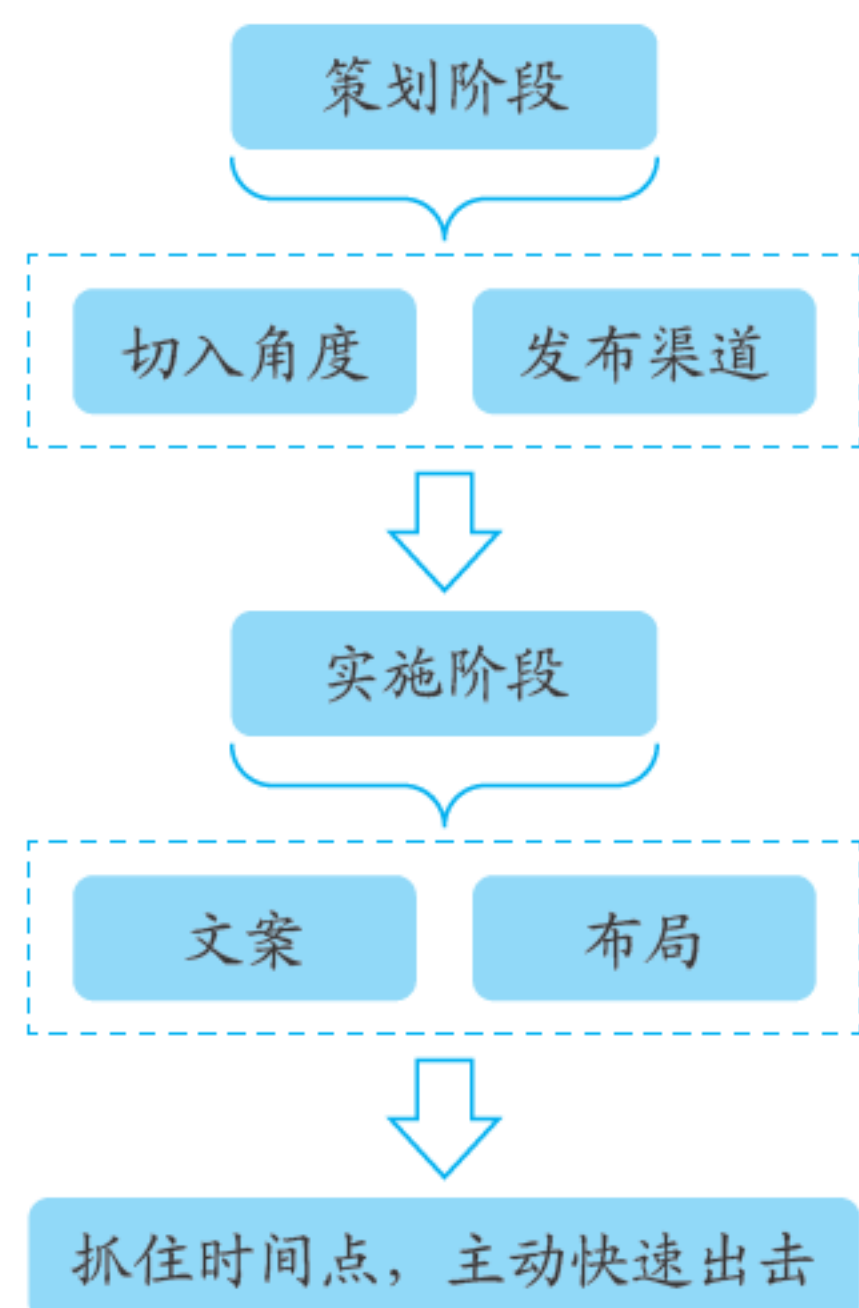 策划阶段
切入角度 发布渠道
实施阶段
文案 布局
抓住时间点，主动快速出击